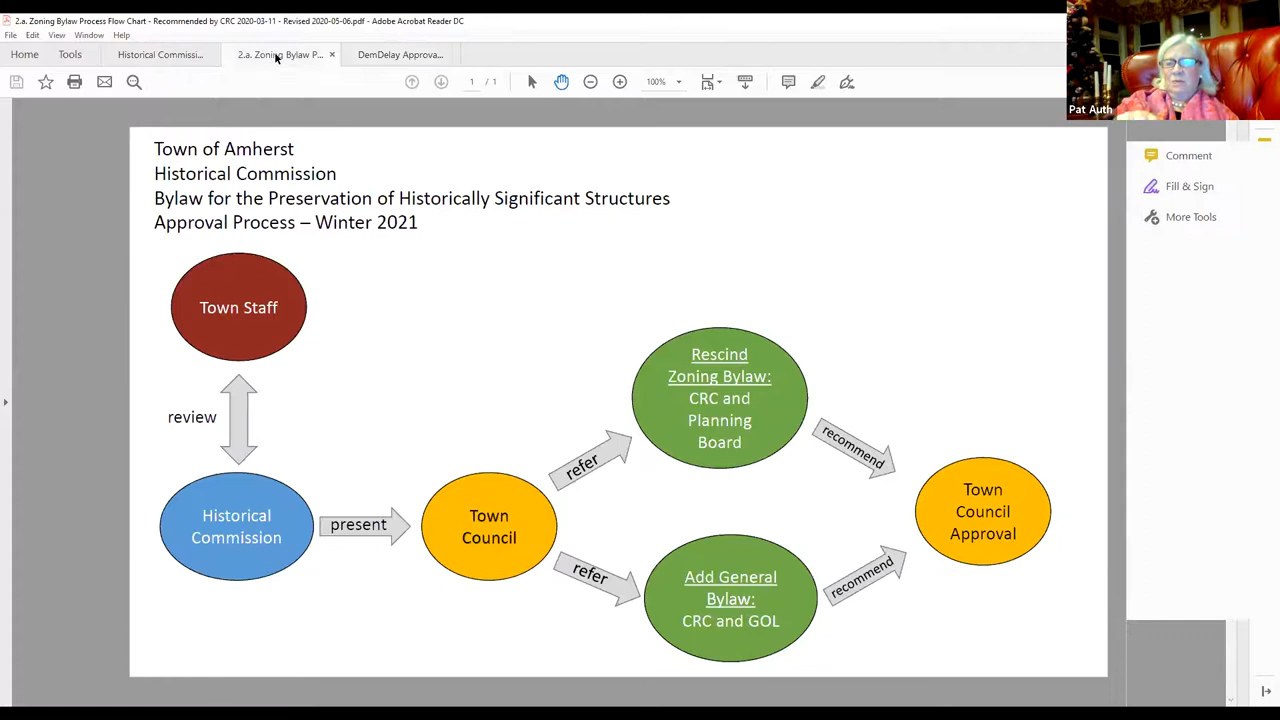 2.a. Zoning Bylaw Process Flow Chart - Recommended by CRC 2020-03-11 - Revised 2020-05-06.pdf - Adobe Acrobat Reader DC
File Edit View Window Help
Home Tools Historical Commissi... 2.a. Zoning Bylaw P... × DemDelay Approva...
1 / 1 100%
Pat Auth
Comment
Fill & Sign
More Tools
Town of Amherst
Historical Commission
Bylaw for the Preservation of Historically Significant Structures
Approval Process – Winter 2021
Town Staff
review
Historical
Commission
present
Town
Council
refer
refer
Rescind
Zoning Bylaw:
CRC and
Planning
Board
Add General
Bylaw:
CRC and GOL
recommend
recommend
Town
Council
Approval